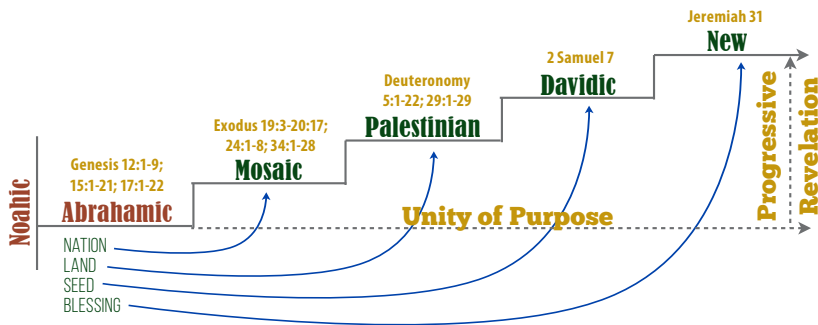 Jeremiah 31
New
2 Samuel 7
Davidic
Deuteronomy
5:1-22; 29:1-29
Palestinian
Exodus 19:3-20:17;
24:1-8; 34:1-28
Mosaic
Genesis 12:1-9;
15:1-21; 17:1-22
Abrahamic
Noahic
Unity of Purpose
Progressive
Revelation
NATION
LAND
SEED
BLESSING